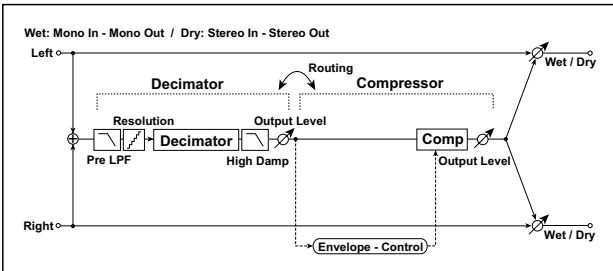 Wet: Mono In - Mono Out / Dry: Stereo In - Stereo Out
Left
Wet / Dry
Routing
Decimator
Compressor
Resolution
Output Level
Decimator
Comp
Pre LPF
High Damp
Output Level
Right
Wet / Dry
Envelope - Control